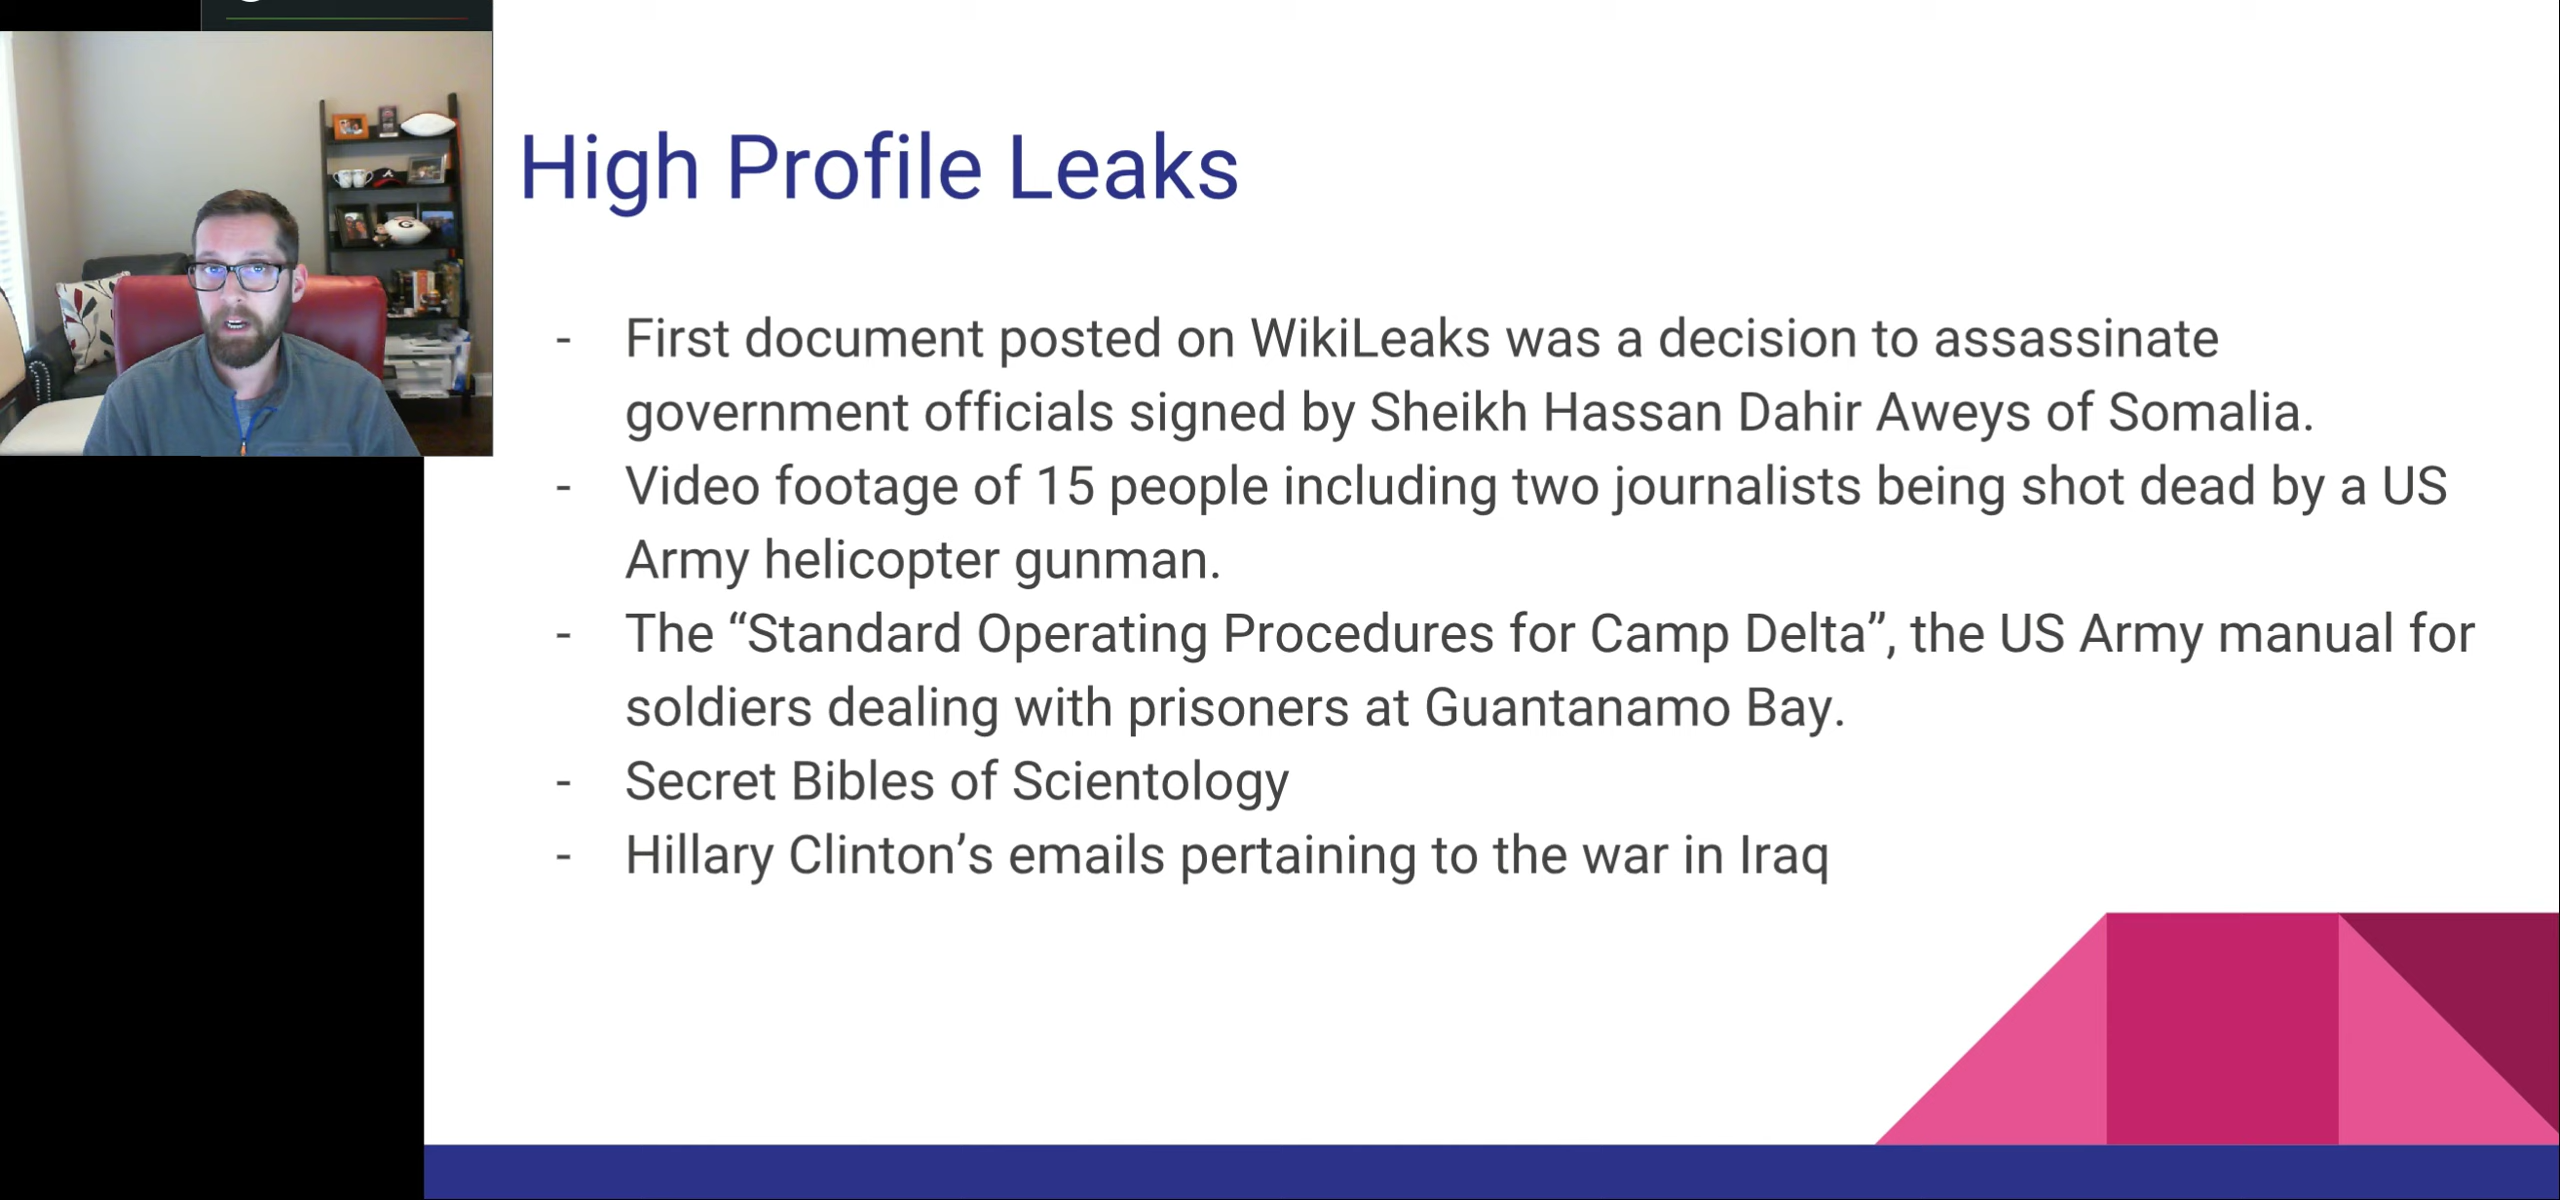 High Profile Leaks
- First document posted on WikiLeaks was a decision to assassinate
government officials signed by Sheikh Hassan Dahir Aweys of Somalia.
- Video footage of 15 people including two journalists being shot dead by a US
Army helicopter gunman.
- The “Standard Operating Procedures for Camp Delta”, the US Army manual for
soldiers dealing with prisoners at Guantanamo Bay.
- Secret Bibles of Scientology
- Hillary Clinton’s emails pertaining to the war in Iraq